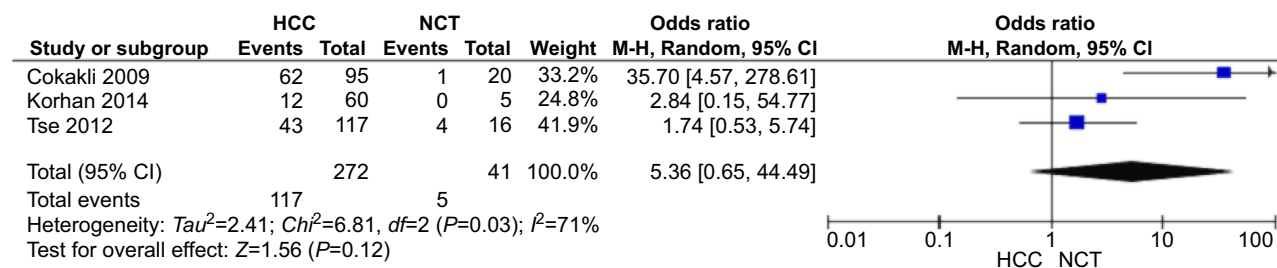 HCC NCT Odds ratio Odds ratio
Study or subgroup Events Total Events Total Weight M-H, Random, 95% CI M-H, Random, 95% CI
Cokakli 2009 62 95 1 20 33.2% 35.70 [4.57, 278.61]
Korhan 2014 12 60 0 5 24.8% 2.84 [0.15, 54.77]
Tse 2012 43 117 4 16 41.9% 1.74 [0.53, 5.74]
Total (95% CI) 272 41 100.0% 5.36 [0.65, 44.49]
Total events 117 5
Heterogeneity: Tau²=2.41; Chi²=6.81, df=2 (P=0.03); I²=71%
Test for overall effect: Z=1.56 (P=0.12)
0.01 0.1 1 10 100
HCC NCT